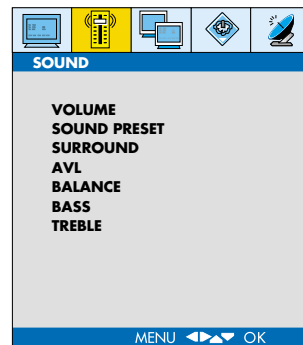 SOUND
VOLUME
SOUND PRESET
SURROUND
AVL
BALANCE
BASS
TREBLE
MENU ◀▶▲▼ OK